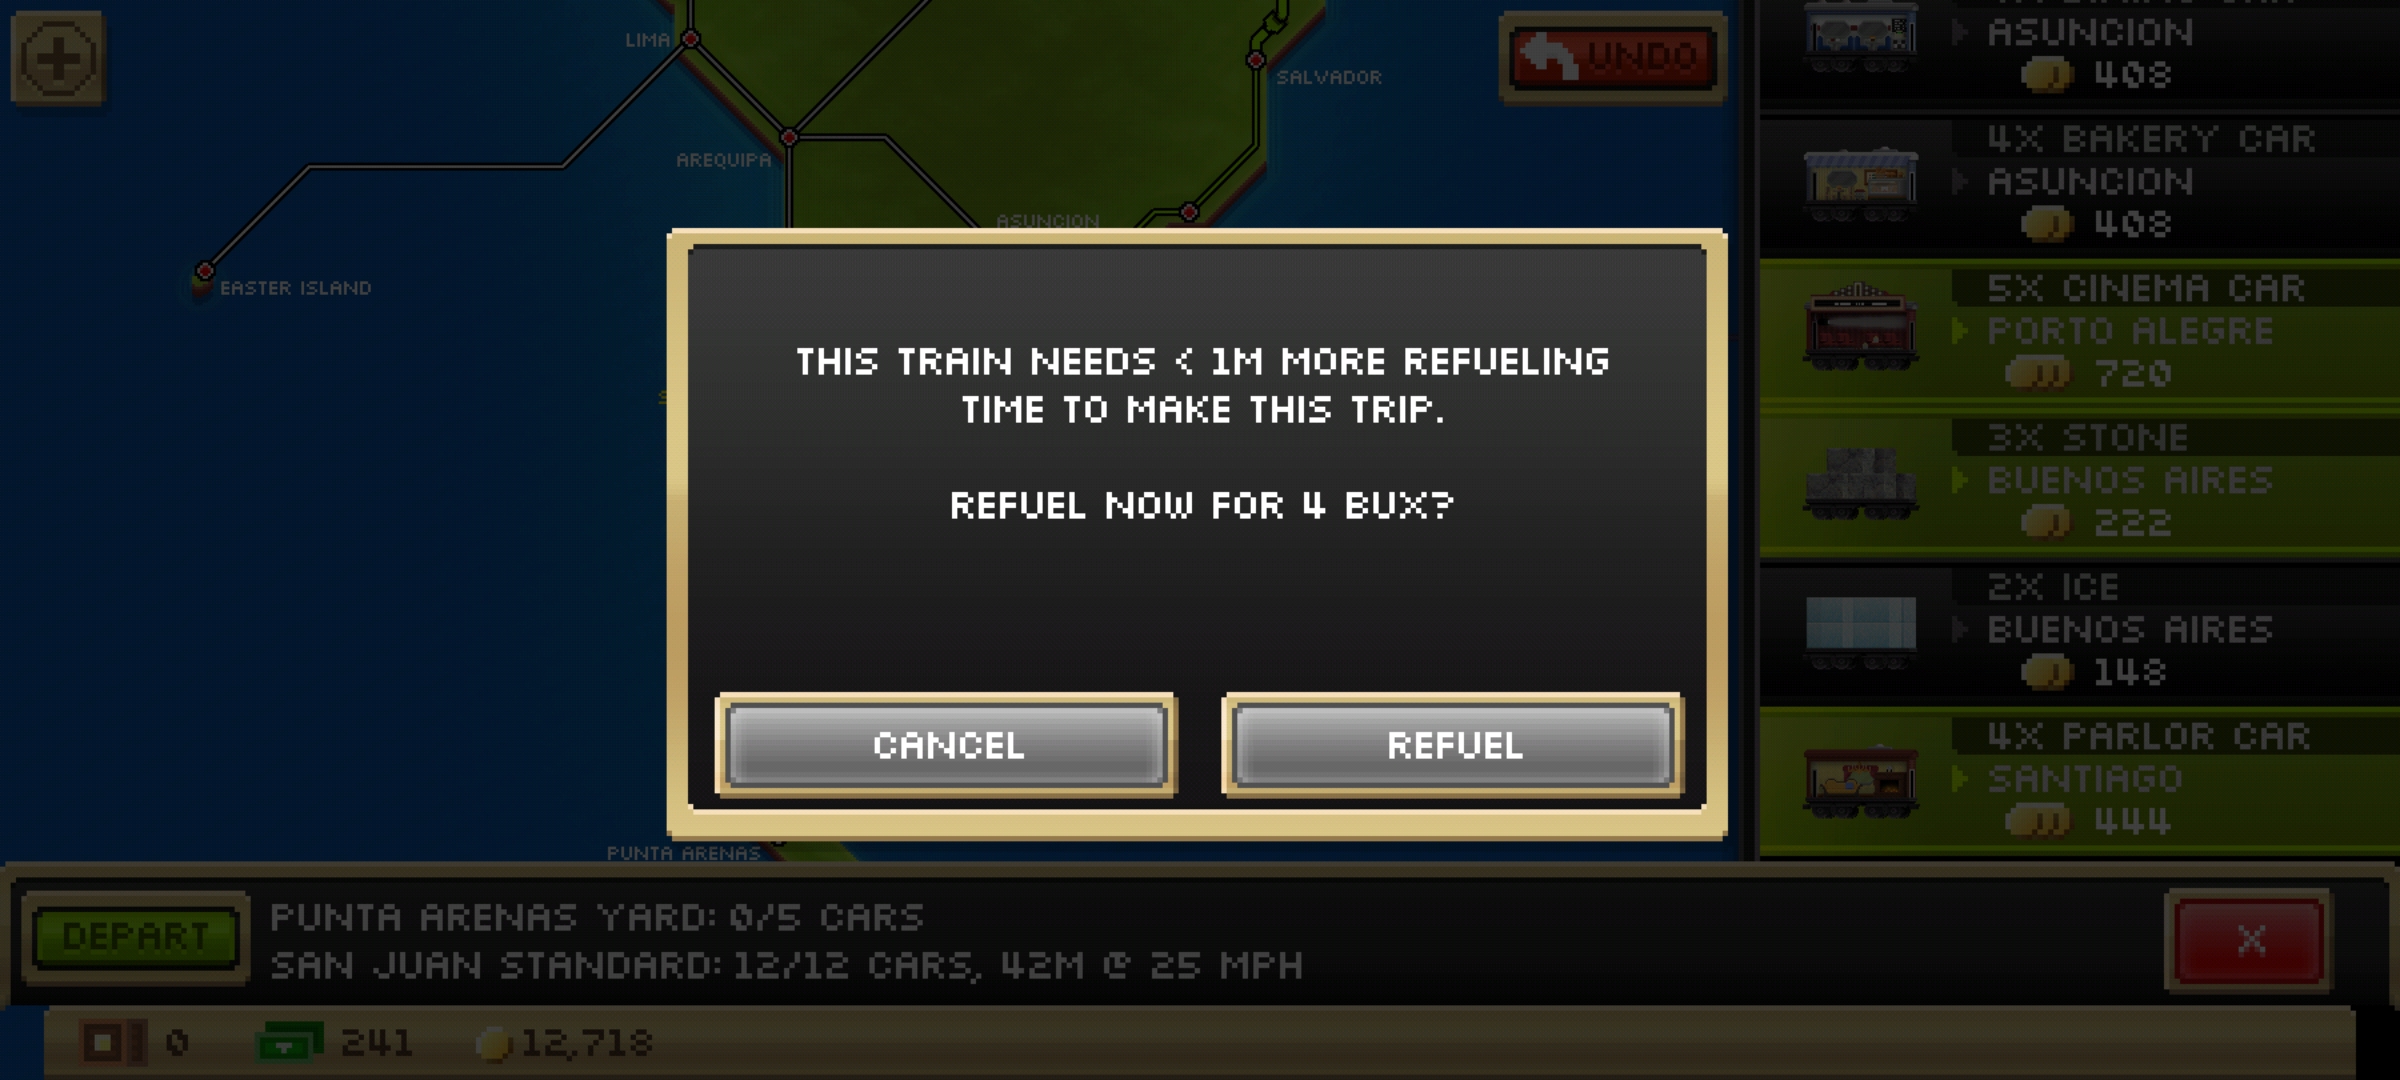 LIMA
SALVADOR
AREQUIPA
ASUNCION
EASTER ISLAND
PUNTA ARENAS
UNDO
ASUNCION
408
4X BAKERY CAR
ASUNCION
408
5X CINEMA CAR
PORTO ALEGRE
720
3X STONE
BUENOS AIRES
222
2X ICE
BUENOS AIRES
148
4X PARLOR CAR
SANTIAGO
444
THIS TRAIN NEEDS < 1M MORE REFUELING
TIME TO MAKE THIS TRIP.
REFUEL NOW FOR 4 BUX?
CANCEL
REFUEL
DEPART
PUNTA ARENAS YARD: 0/5 CARS
SAN JUAN STANDARD: 12/12 CARS, 42M @ 25 MPH
X
0
241
12,718